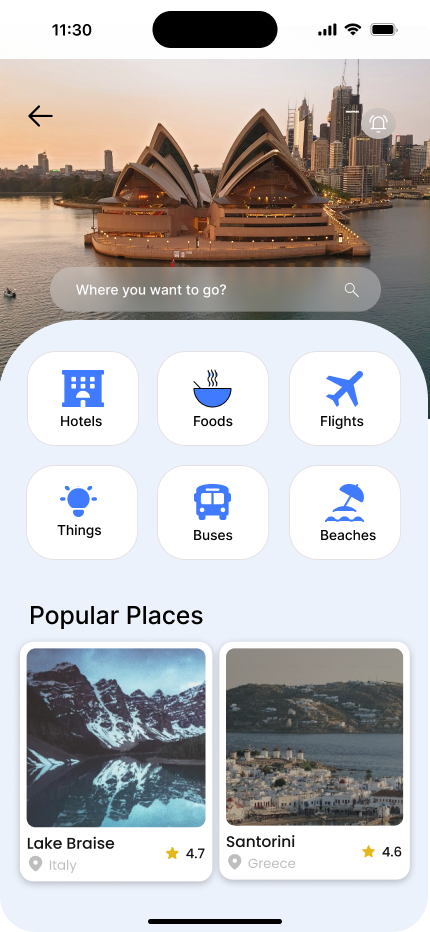 11:30
Where you want to go?
Hotels
Foods
Flights
Things
Buses
Beaches
Popular Places
Lake Braise
4.7
Italy
Santorini
4.6
Greece